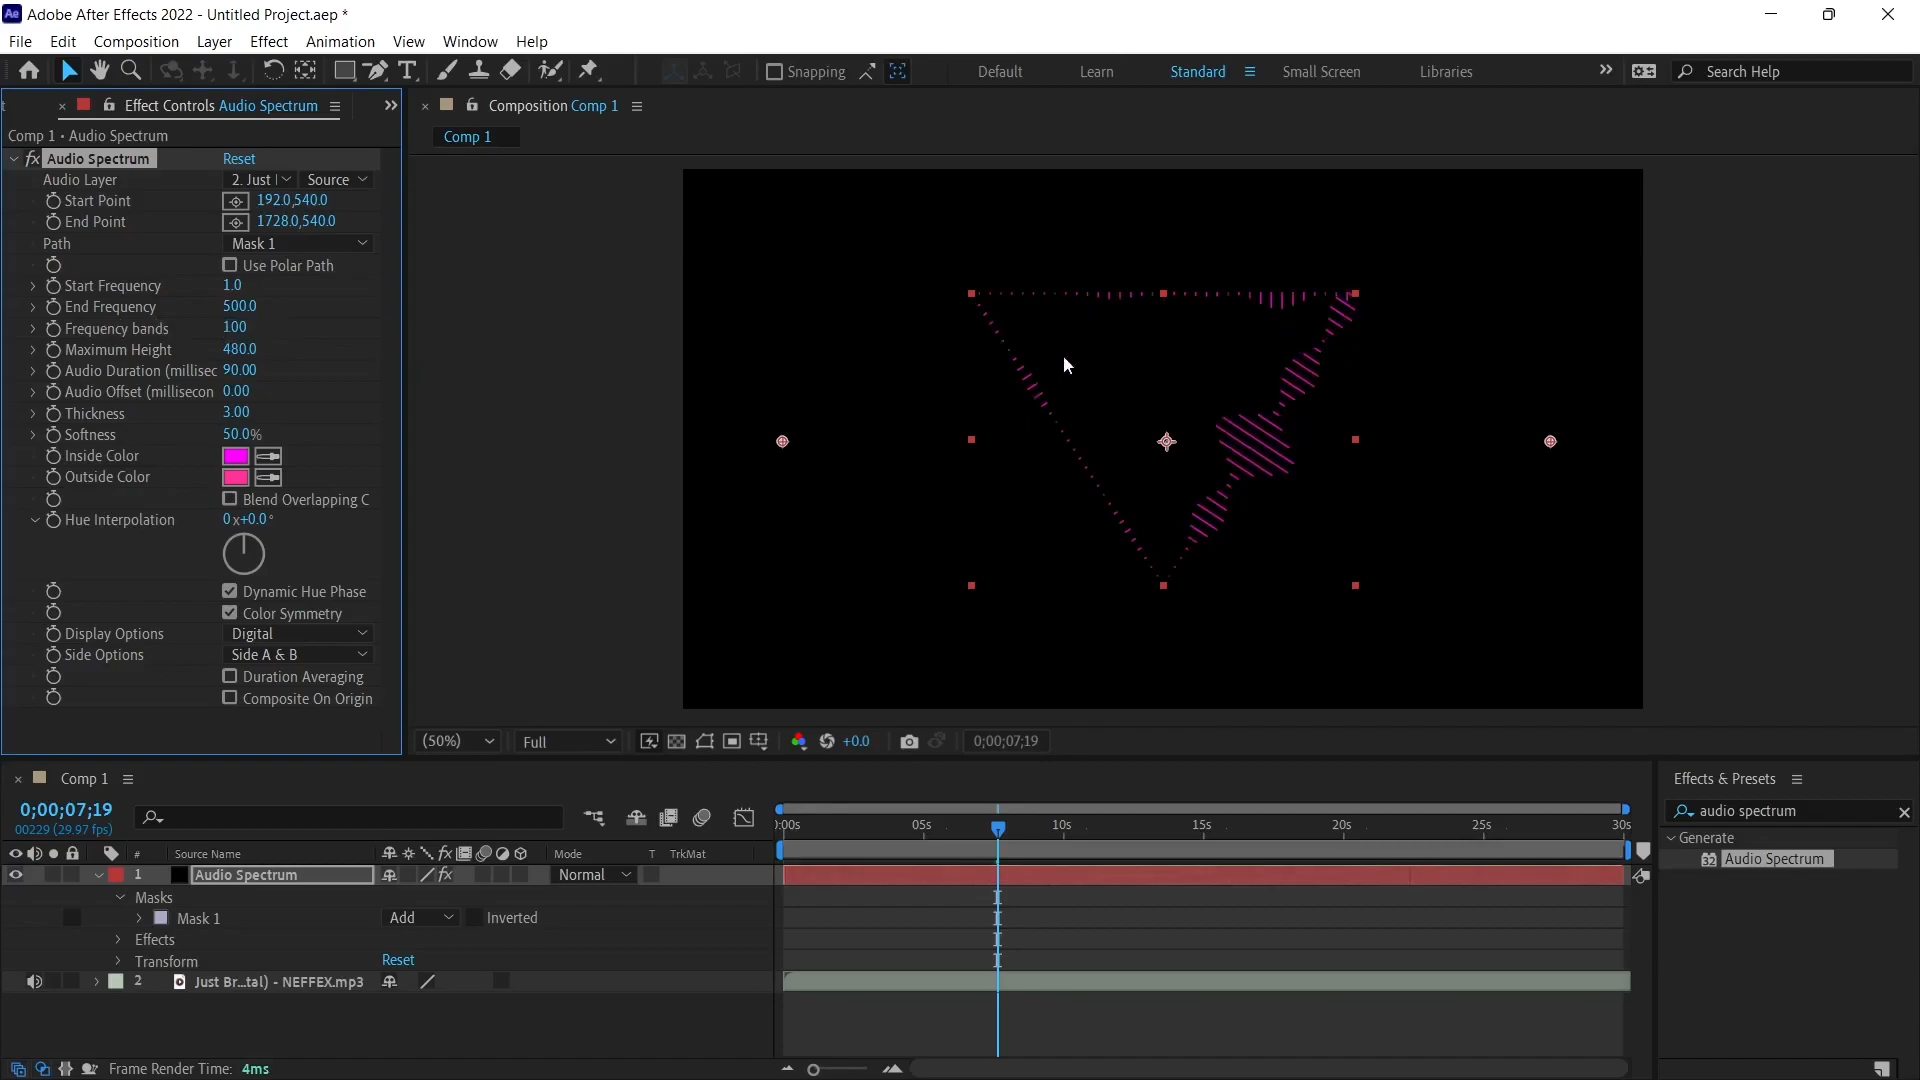 Adobe After Effects 2022 - Untitled Project.aep *
File Edit Composition Layer Effect Animation View Window Help
Snapping Default Learn Standard Small Screen Libraries Search Help
Effect Controls Audio Spectrum
Composition Comp 1
Comp 1 • Audio Spectrum
Comp 1
fx Audio Spectrum Reset
Audio Layer 2. Just Source
Start Point 192.0,540.0
End Point 1728.0,540.0
Path Mask 1
Use Polar Path
Start Frequency 1.0
End Frequency 500.0
Frequency bands 100
Maximum Height 480.0
Audio Duration (millisec 90.00
Audio Offset (millisecon 0.00
Thickness 3.00
Softness 50.0%
Inside Color
Outside Color
Blend Overlapping C
Hue Interpolation 0x+0.0°
Dynamic Hue Phase
Color Symmetry
Display Options Digital
Side Options Side A & B
Duration Averaging
Composite On Origin
(50%) Full +0.0 0;00;07;19
Comp 1
0;00;07;19
00229 (29.97 fps)
):00s 05s 10s 15s 20s 25s 30s
# Source Name fx Mode T TrkMat
1 Audio Spectrum fx Normal
Masks
Mask 1 Add Inverted
Effects
Transform Reset
2 Just Br...tal) - NEFFEX.mp3
Frame Render Time: 4ms
Effects & Presets
audio spectrum
Generate
32 Audio Spectrum